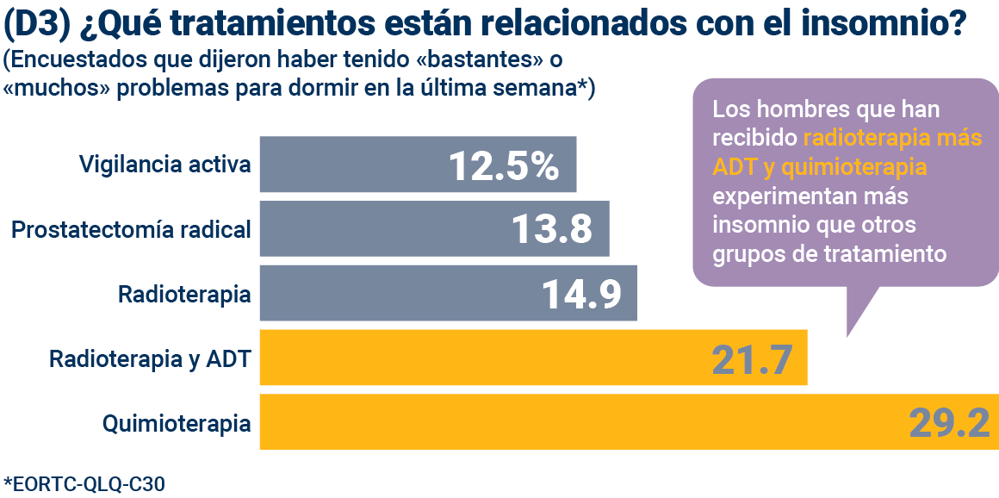 (D3) ¿Qué tratamientos están relacionados con el insomnio?
(Encuestados que dijeron haber tenido «bastantes» o
«muchos» problemas para dormir en la última semana*)
Los hombres que han
recibido radioterapia más
ADT y quimioterapia
experimentan más
insomnio que otros
grupos de tratamiento
Vigilancia activa 12.5%
Prostatectomía radical 13.8
Radioterapia 14.9
Radioterapia y ADT 21.7
Quimioterapia 29.2
*EORTC-QLQ-C30